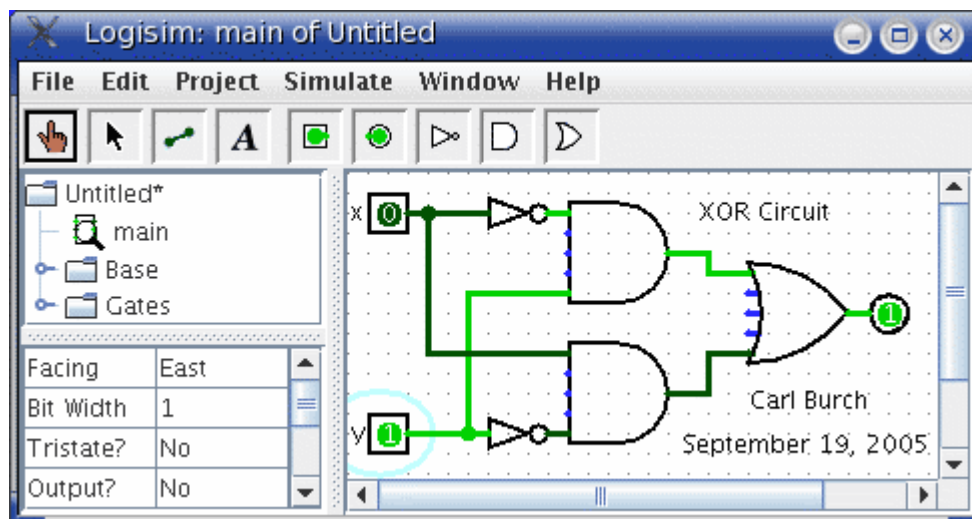 Logisim: main of Untitled
File Edit Project Simulate Window Help
A
Untitled*
main
Base
Gates
Facing East
Bit Width 1
Tristate? No
Output? No
x 0
XOR Circuit
1
y 1
Carl Burch
September 19, 2005